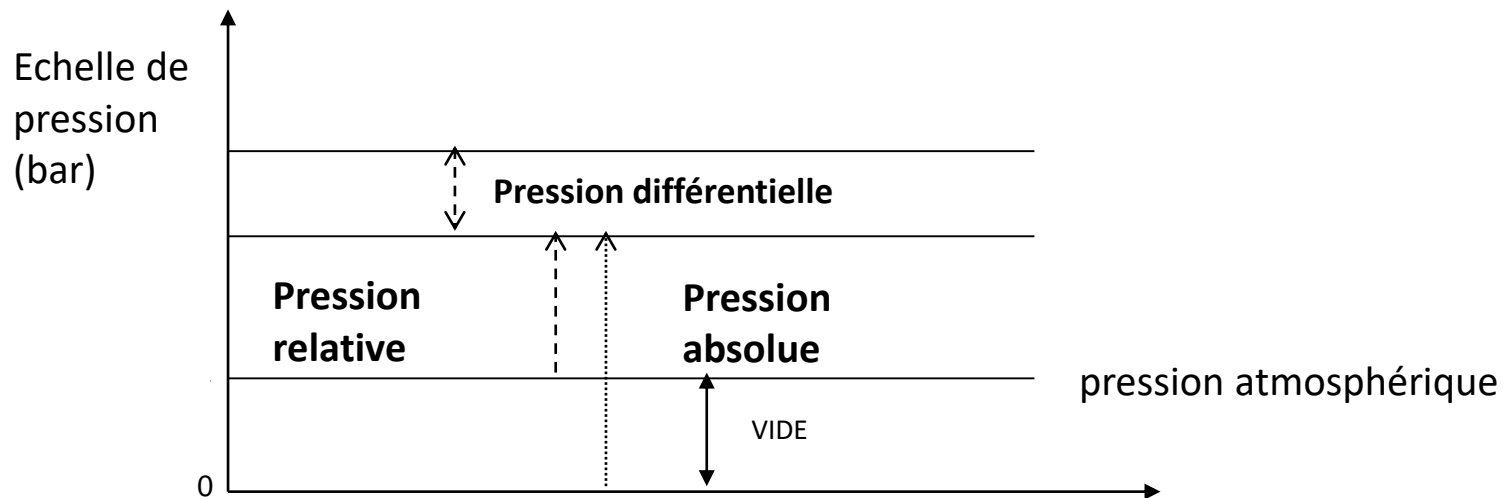 Echelle de
pression
(bar)
Pression différentielle
Pression
relative
Pression
absolue
pression atmosphérique
VIDE
0